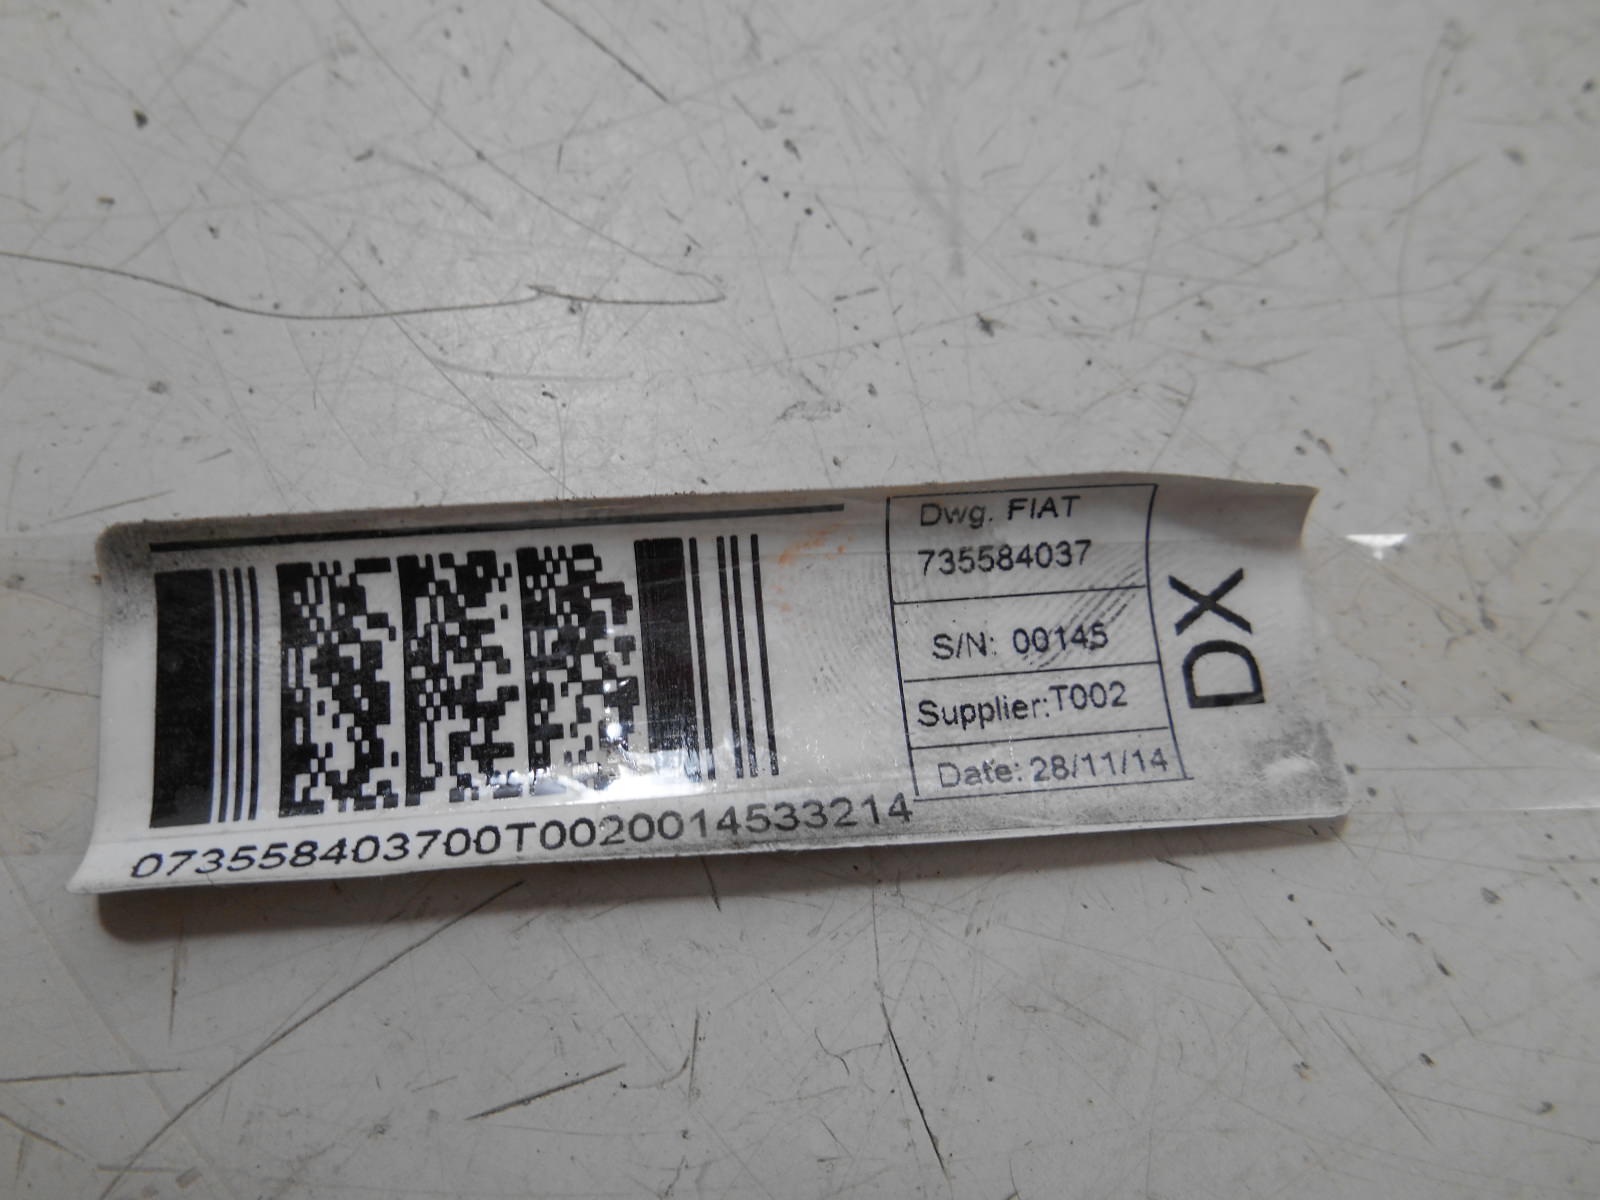 Dwg. FIAT
735584037
S/N: 00145
Supplier:T002
Date: 28/11/14
DX
073558403700T0020014533214